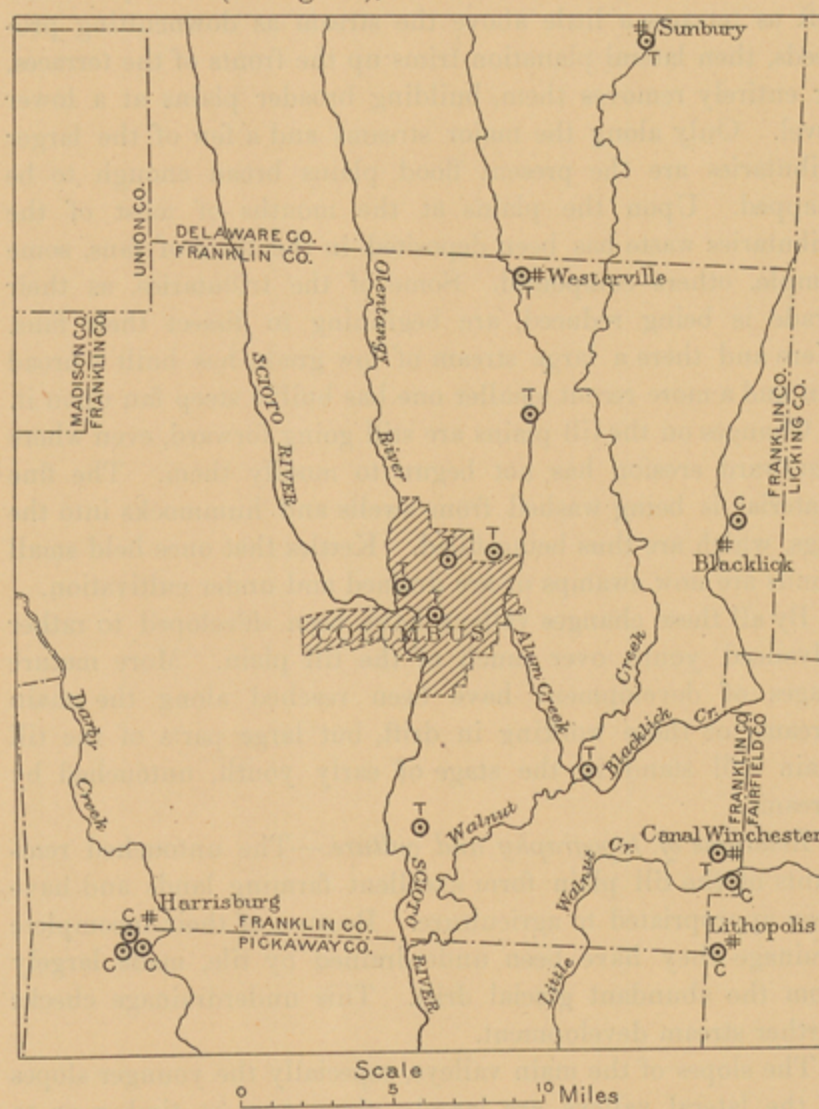 # Sunbury
T
UNION CO.
DELAWARE CO.
FRANKLIN CO.
# Westerville
T
Olentangy
River
MADISON CO.
FRANKLIN CO.
SCIOTO
RIVER
T
FRANKLIN CO.
LICKING CO.
C
#
Blacklick
T
T
T
T
COLUMBUS
Alum Creek
Creek
Darby
Creek
Blacklick Cr.
T
FRANKLIN CO.
FAIRFIELD CO
T
Walnut
Canal Winchester
#
T
C
Walnut
Cr.
Little
SCIOTO
RIVER
Harrisburg
C #
C C
FRANKLIN CO.
PICKAWAY CO.
Lithopolis
#
C
Scale
0 5 10 Miles